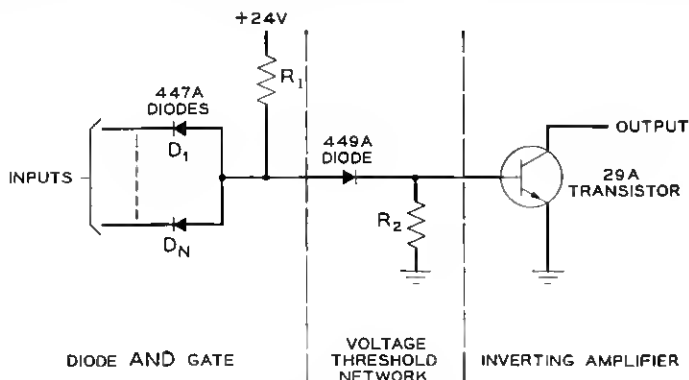 +24V
R1
447A
DIODES
D1
INPUTS
DN
449A
DIODE
R2
OUTPUT
29A
TRANSISTOR
DIODE AND GATE
VOLTAGE
THRESHOLD
NETWORK
INVERTING AMPLIFIER